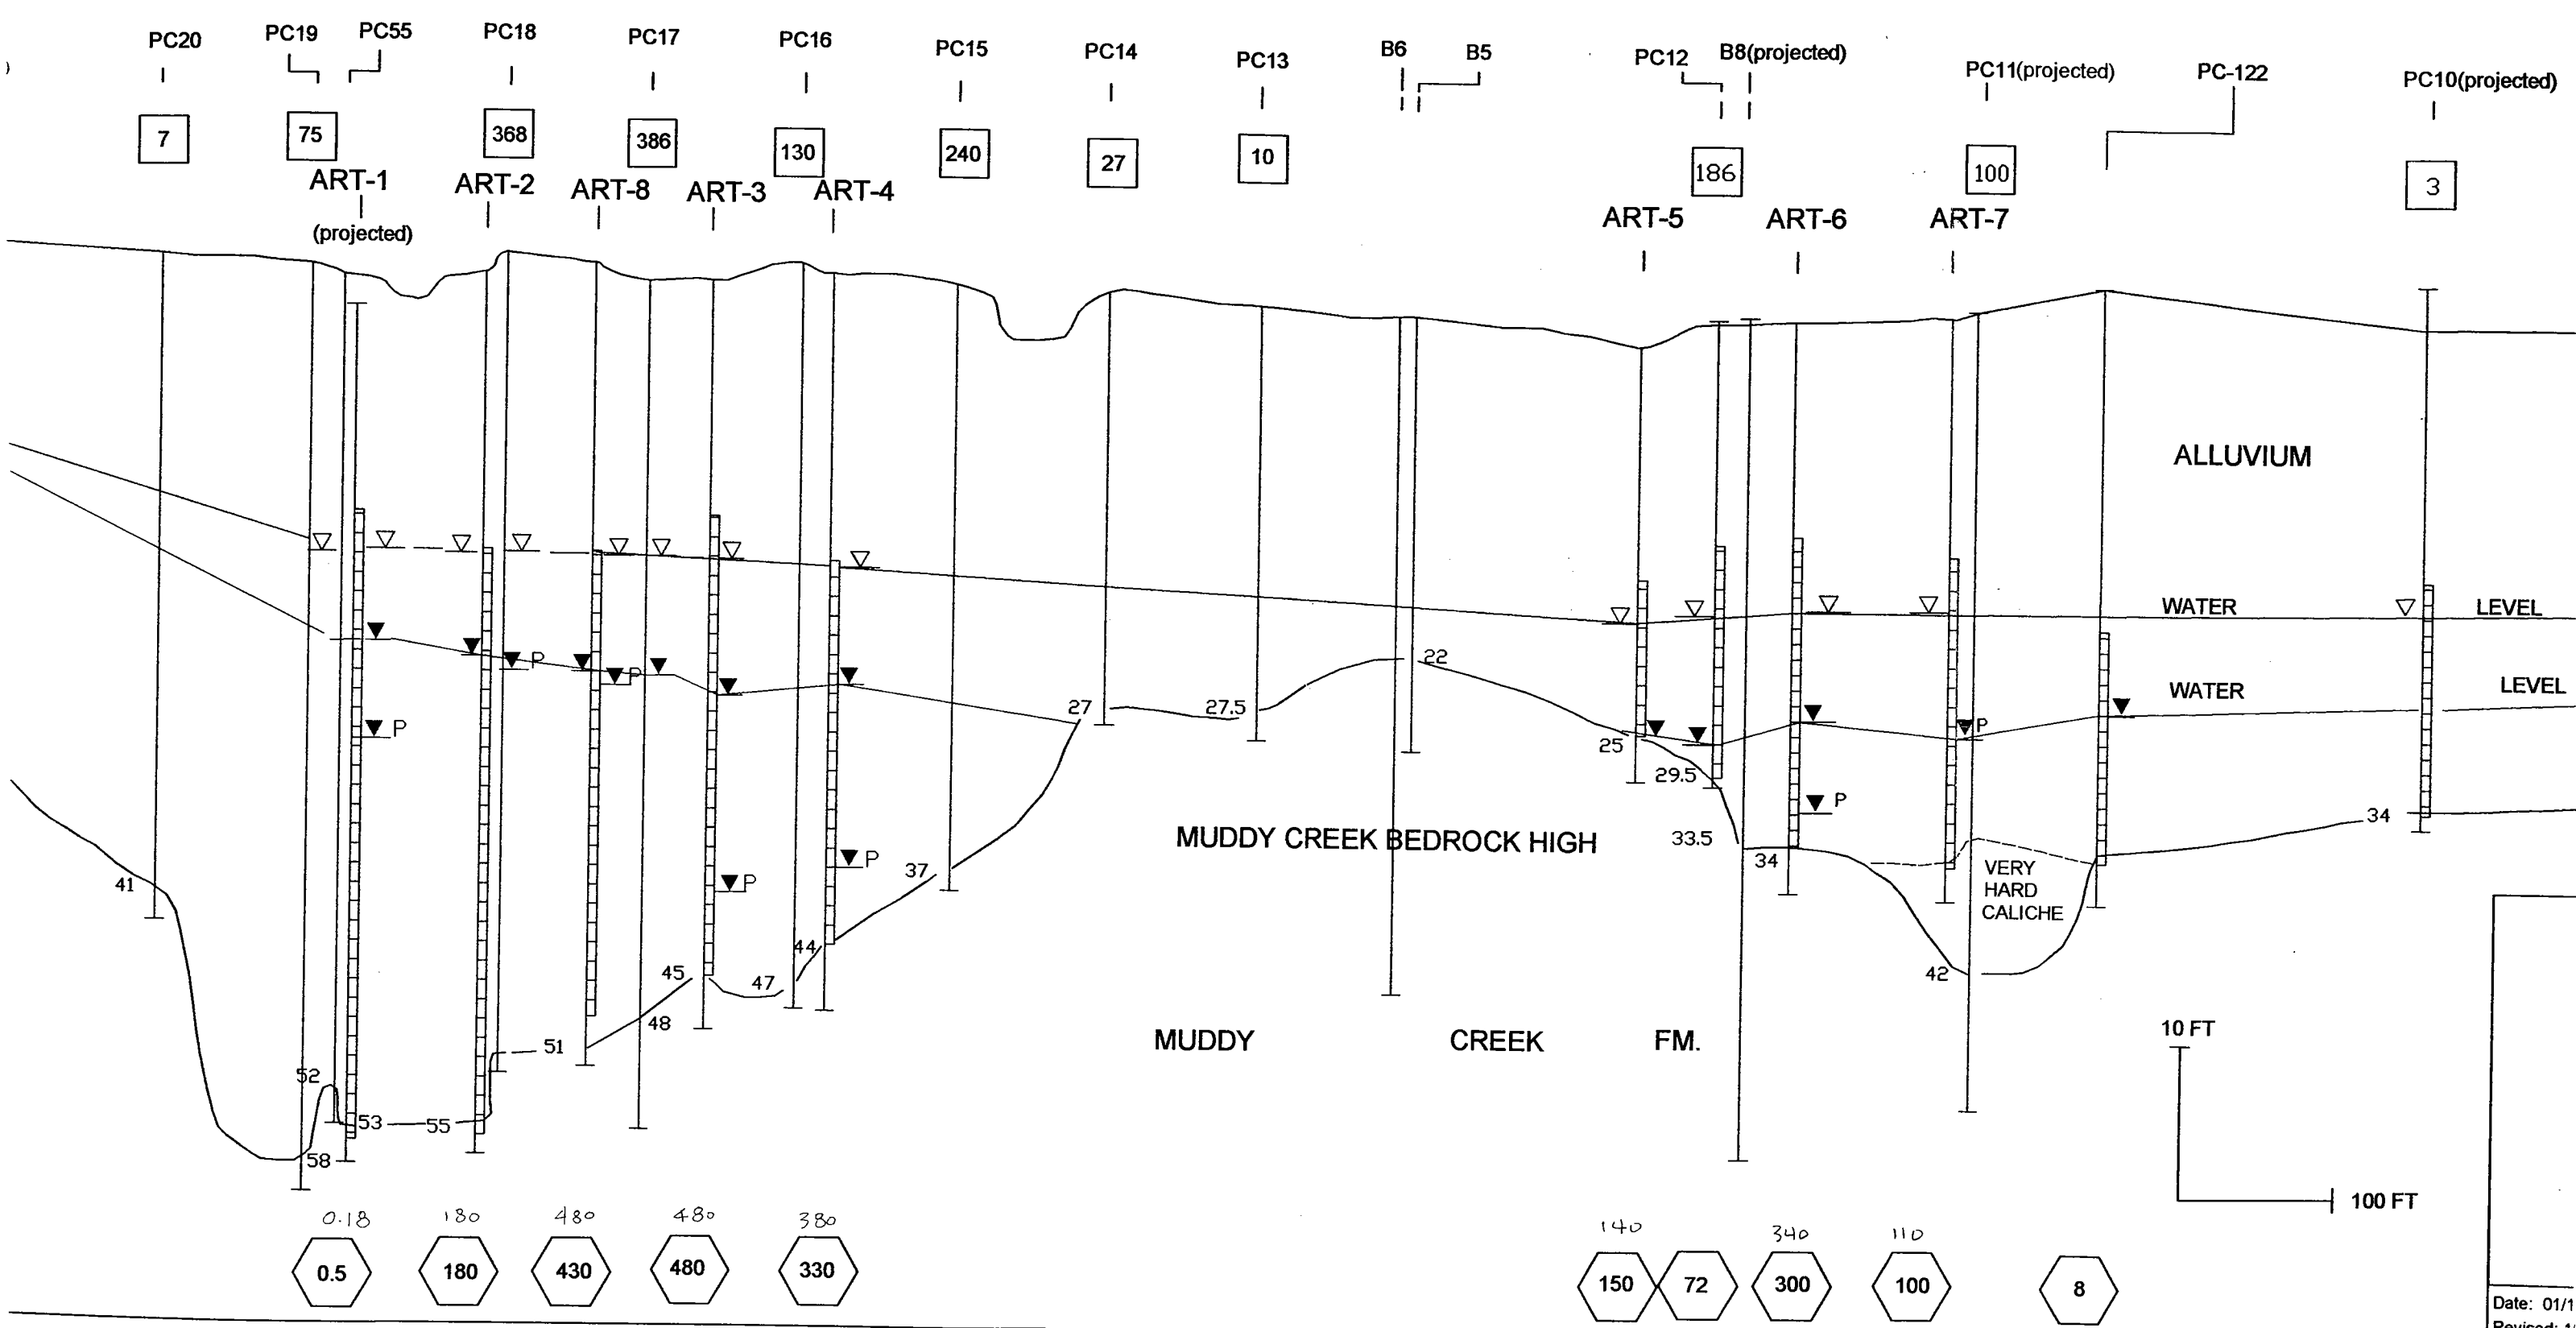 PC20 PC19 PC55 PC18 PC17 PC16 PC15 PC14 PC13 B6 B5 PC12 B8(projected) PC11(projected) PC-122 PC10(projected)
)
7 75 368 386 130 240 27 10 186 100 3
ART-1 ART-2 ART-8 ART-3 ART-4 ART-5 ART-6 ART-7
(projected)
ALLUVIUM
WATER LEVEL
P P 22
WATER LEVEL
27 27.5
P P
25
29.5
P
MUDDY CREEK BEDROCK HIGH
33.5 34 34
P P
41 37
VERY
HARD
CALICHE
44
45 47 42
48
MUDDY CREEK FM.
10 FT
51
52
53 55
58
100 FT
0.18 180 480 480 380 140 340 110
0.5 180 430 480 330 150 72 300 100 8
Date: 01/1